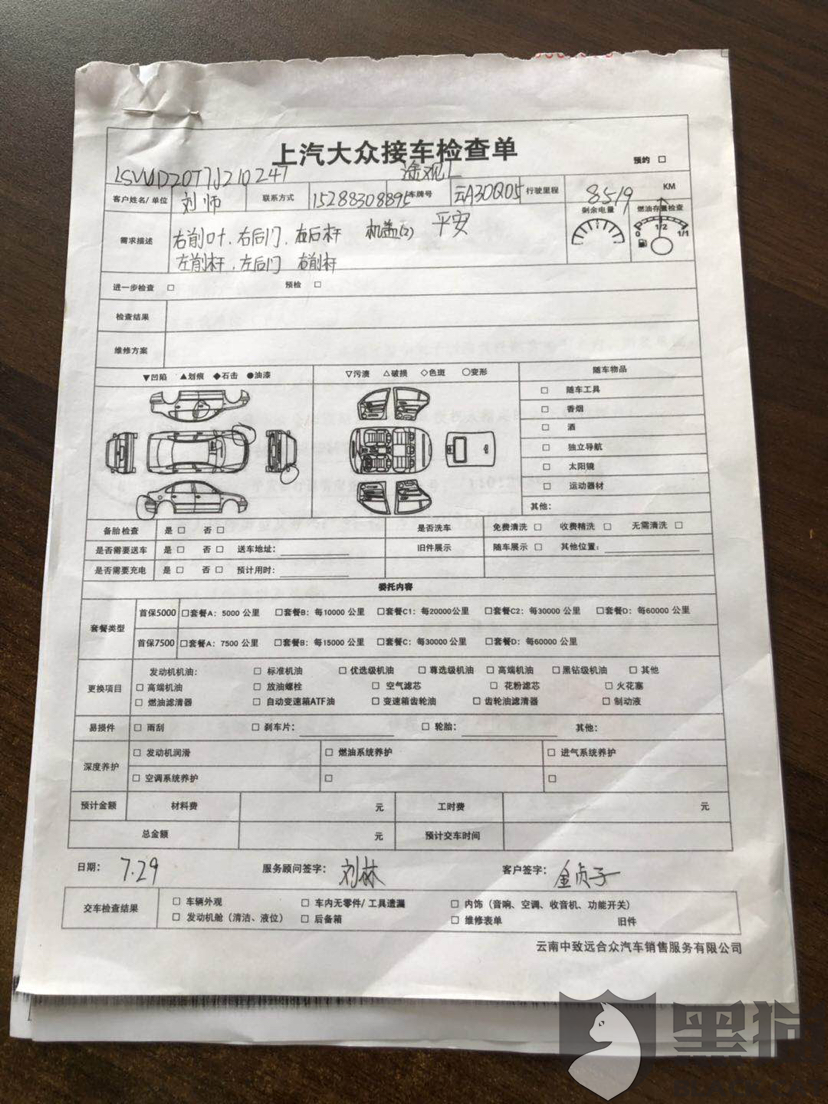 上汽大众接车检查单
预约 □
LSVUD20T7J210247 途观L
客户姓名/单位 刘师 联系方式 15288308895 车牌号 云A30Q05 行驶里程 8519 KM
需求描述 右前叶、右后门、右后杆 机盖(2) 平安
左前杆、左后门 右前杆
剩余电量 燃油存量检查
0 1/2 1/1
进一步检查 □ 预检 □
检查结果
维修方案
▼凹陷 ▲划痕 ◆石击 ●油漆 ▽污渍 △破损 ◇色斑 ○变形 随车物品
□ 随车工具
□ 香烟
□ 酒
□ 独立导航
□ 太阳镜
□ 运动器材
其他:
备胎检查 是 □ 否 □ 是否洗车 免费清洗 □ 收费精洗 □ 无需清洗 □
是否需要送车 是 □ 否 □ 送车地址: 旧件展示 随车展示 □ 其他位置:
是否需要充电 是 □ 否 □ 预计用时:
委托内容
套餐类型
首保5000 □套餐A: 5000 公里 □套餐B: 每10000 公里 □套餐C1: 每20000公里 □套餐C2: 每30000 公里 □套餐D: 每60000 公里
首保7500 □套餐A: 7500 公里 □套餐B: 每15000 公里 □套餐C: 每30000 公里 □套餐D: 每60000 公里
更换项目
发动机机油: □ 标准机油 □ 优选级机油 □ 尊选级机油 □ 高端机油 □ 黑钻级机油 □ 其他
□ 高端机油 □ 放油螺栓 □ 空气滤芯 □ 花粉滤芯 □ 火花塞
□ 燃油滤清器 □ 自动变速箱ATF油 □ 变速箱齿轮油 □ 齿轮油滤清器 □ 制动液
易损件 □ 雨刮 □ 刹车片: □ 轮胎: 其他:
深度养护
□ 发动机润滑 □ 燃油系统养护 □ 进气系统养护
□ 空调系统养护 □ □
预计金额 材料费 元 工时费 元
总金额 元 预计交车时间
日期: 7.29 服务顾问签字: 刘林 客户签字: 金贞子
交车检查结果
□ 车辆外观 □ 车内无零件/工具遗漏 □ 内饰 (音响、空调、收音机、功能开关)
□ 发动机舱 (清洁、液位) □ 后备箱 □ 维修表单 旧件
云南中致远合众汽车销售服务有限公司
黑猫